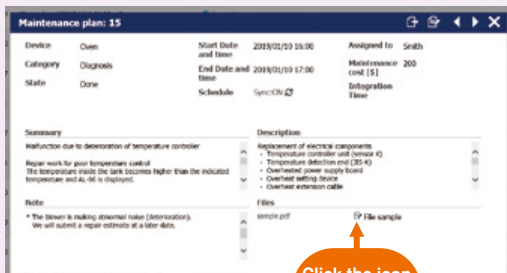 Maintenance plan: 15
Device Oven
Start Date and time 2019/01/10 16:00
Assigned to Smith
Category Diagnosis
End Date and time 2019/01/10 17:00
Maintenance cost [$] 200
State Done
Schedule Sync:ON
Integration Time
Summary
Malfunction due to deterioration of temperature controller
Repair work for poor temperature control
The temperature inside the tank becomes higher than the indicated
temperature and AL-06 is displayed.
Description
Replacement of electrical components
- Temperature controller unit (sensor K)
- Temperature detection end (JIS-K)
- Overheated power supply board
- Overheat setting device
- Overheat extension cable
Note
* The blower is making abnormal noise (deterioration).
We will submit a repair estimate at a later date.
Files
sample.pdf File sample
Click the icon